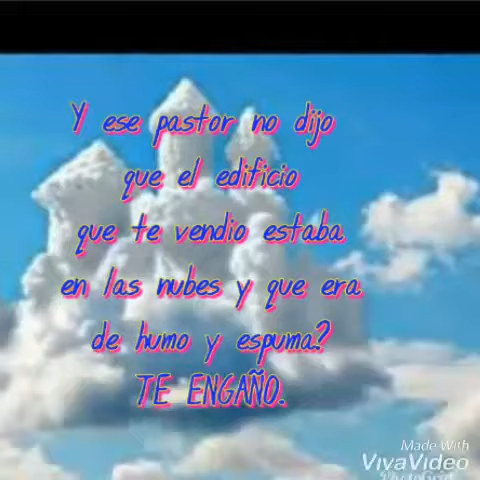 Y ese pastor no dijo
que el edificio
que te vendio estaba
en las nubes y que era
de humo y espuma?
TE ENGAÑO.
Made With
VivaVideo